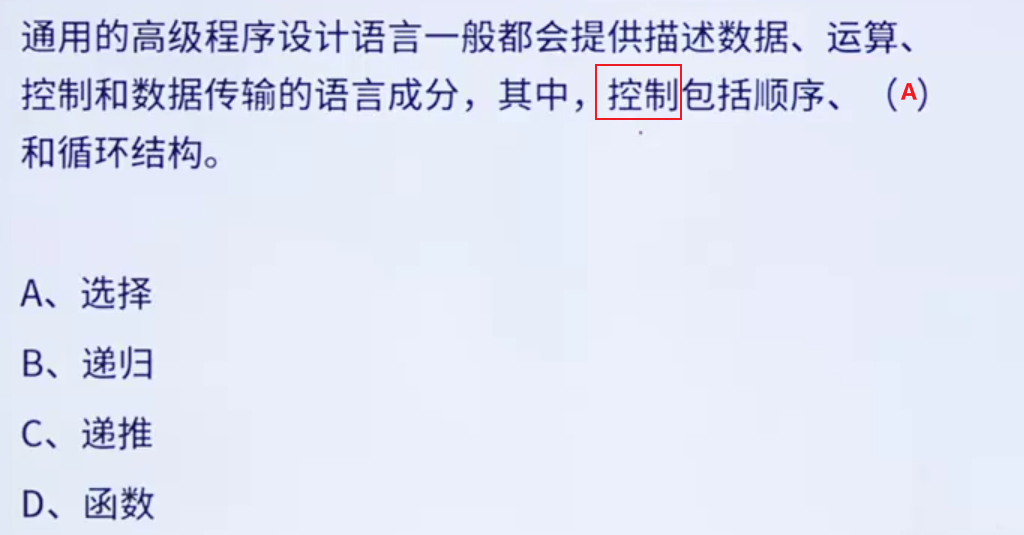 通用的高级程序设计语言一般都会提供描述数据、运算、
控制和数据传输的语言成分，其中，控制包括顺序、（A）
和循环结构。
A、选择
B、递归
C、递推
D、函数